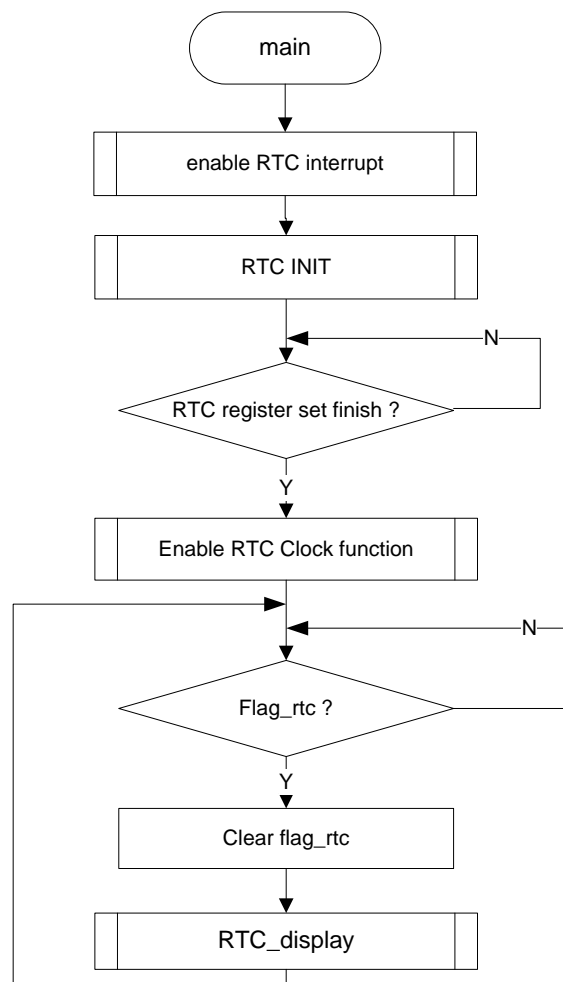 main
enable RTC interrupt
RTC INIT
N
RTC register set finish ?
Y
Enable RTC Clock function
N
Flag_rtc ?
Y
Clear flag_rtc
RTC_display